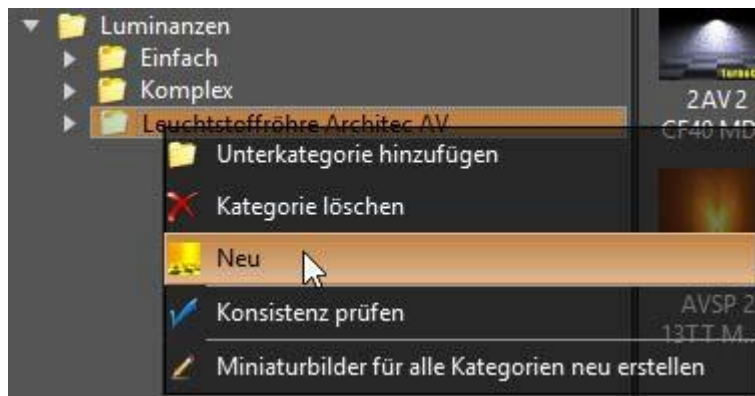 Luminanzen
Einfach
Komplex
Leuchtstoffröhre Architec AV
Unterkategorie hinzufügen
Kategorie löschen
Neu
Konsistenz prüfen
Miniaturbilder für alle Kategorien neu erstellen
2AV 2
CF40 MD
AVSP 2
13TT M...